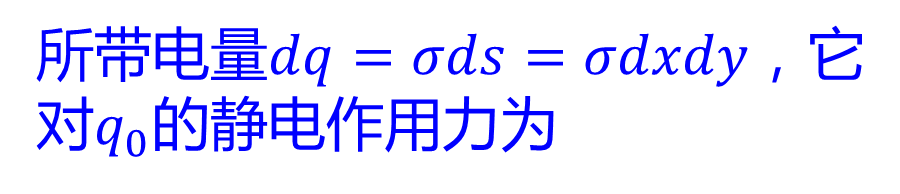 所带电量𝑑𝑞 = 𝜎𝑑𝑠 = 𝜎𝑑𝑥𝑑𝑦，它
对𝑞₀的静电作用力为